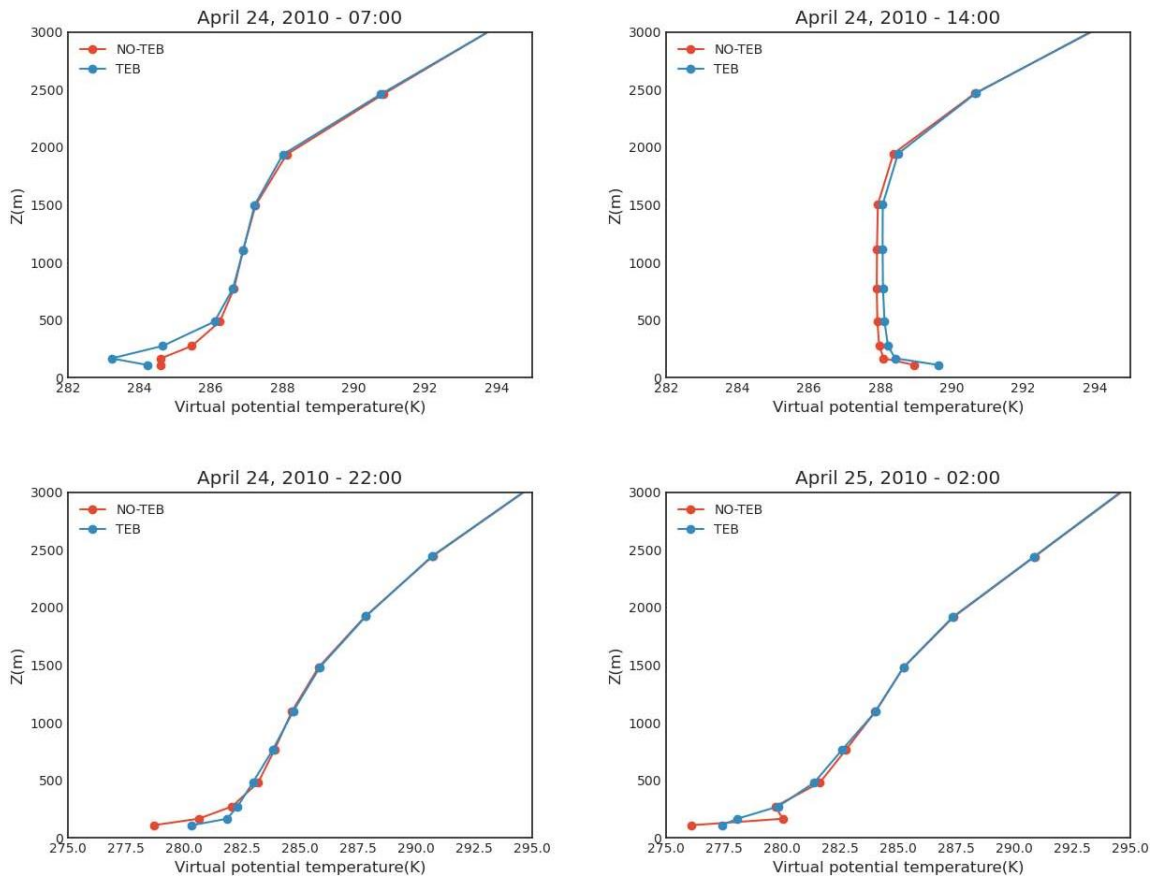 April 24, 2010 - 07:00
3000
2500
2000
1500
1000
500
0
Z(m)
NO-TEB
TEB
282 284 286 288 290 292 294
Virtual potential temperature(K)
April 24, 2010 - 14:00
3000
2500
2000
1500
1000
500
0
Z(m)
NO-TEB
TEB
282 284 286 288 290 292 294
Virtual potential temperature(K)
April 24, 2010 - 22:00
3000
2500
2000
1500
1000
500
0
Z(m)
NO-TEB
TEB
275.0 277.5 280.0 282.5 285.0 287.5 290.0 292.5 295.0
Virtual potential temperature(K)
April 25, 2010 - 02:00
3000
2500
2000
1500
1000
500
0
Z(m)
NO-TEB
TEB
275.0 277.5 280.0 282.5 285.0 287.5 290.0 292.5 295.0
Virtual potential temperature(K)